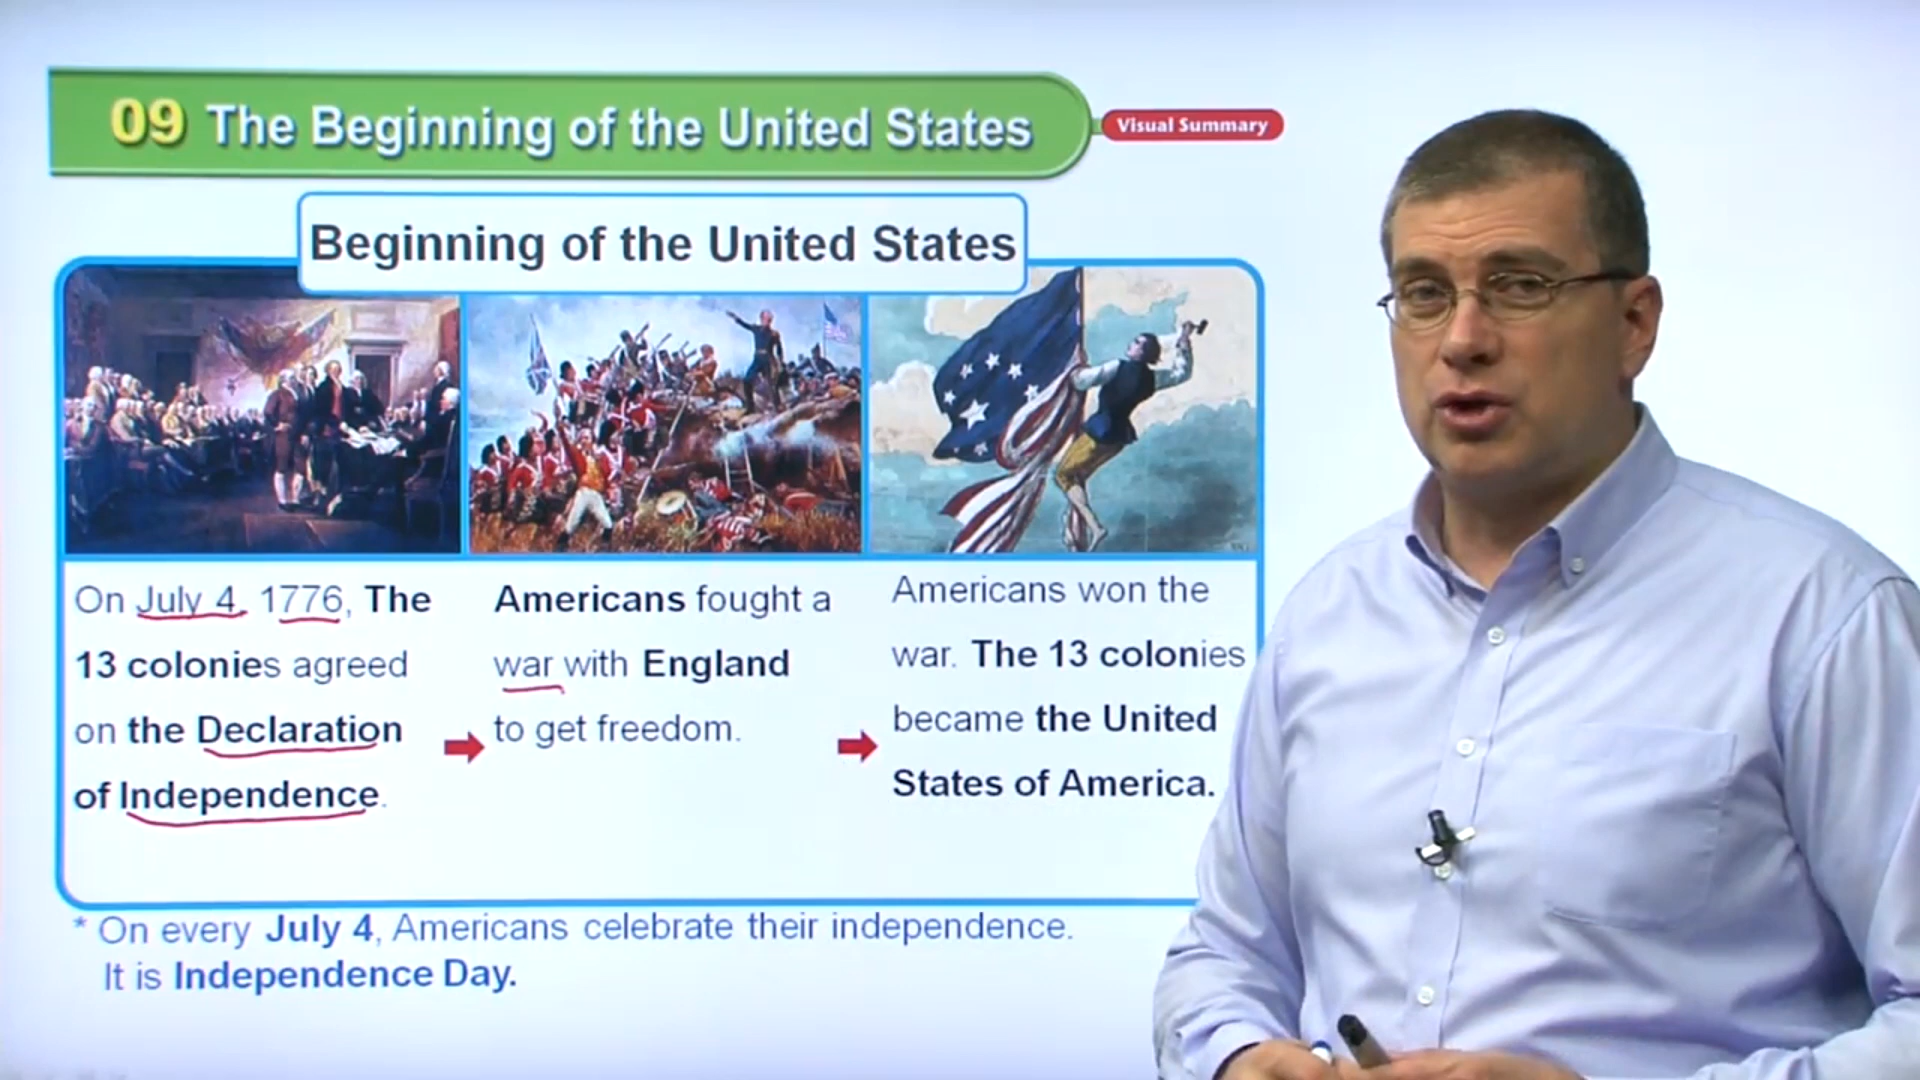 09 The Beginning of the United States
Visual Summary
Beginning of the United States
On July 4, 1776, The
13 colonies agreed
on the Declaration
of Independence.
Americans fought a
war with England
to get freedom.
Americans won the
war. The 13 colonies
became the United
States of America.
* On every July 4, Americans celebrate their independence.
It is Independence Day.